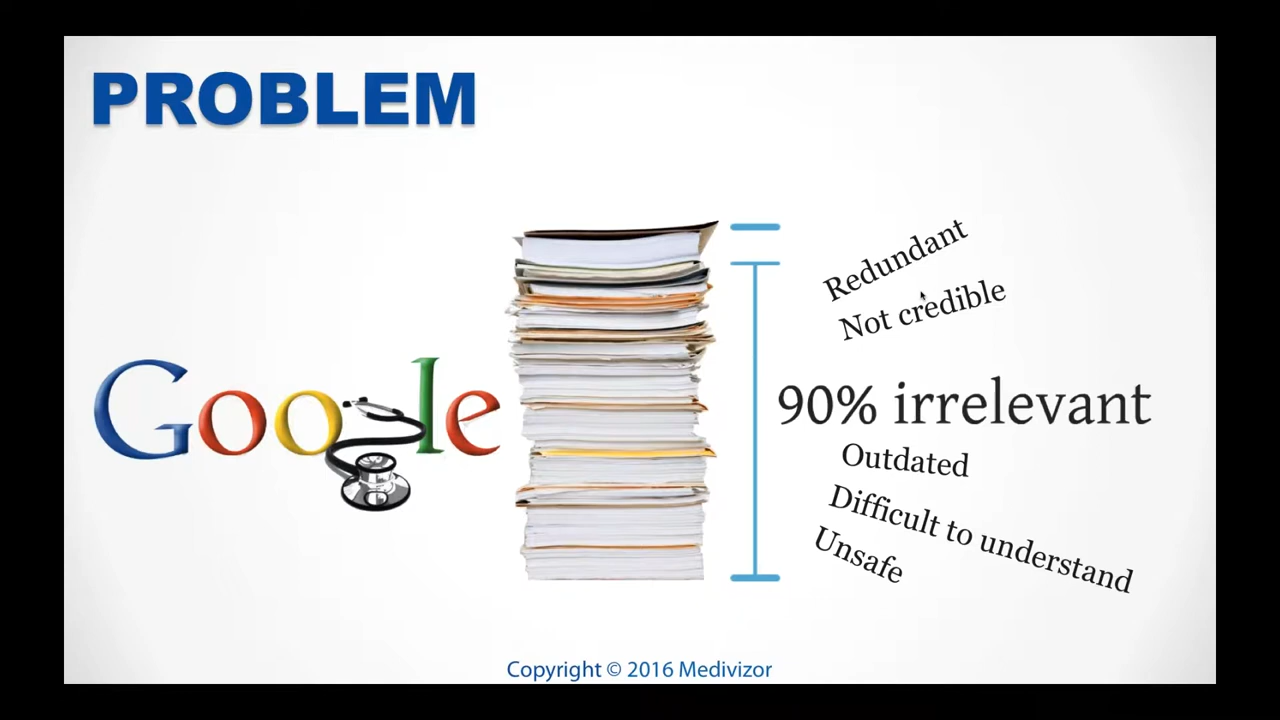 PROBLEM
Redundant
Not credible
Google
90% irrelevant
Outdated
Difficult to understand
Unsafe
Copyright © 2016 Medivizor